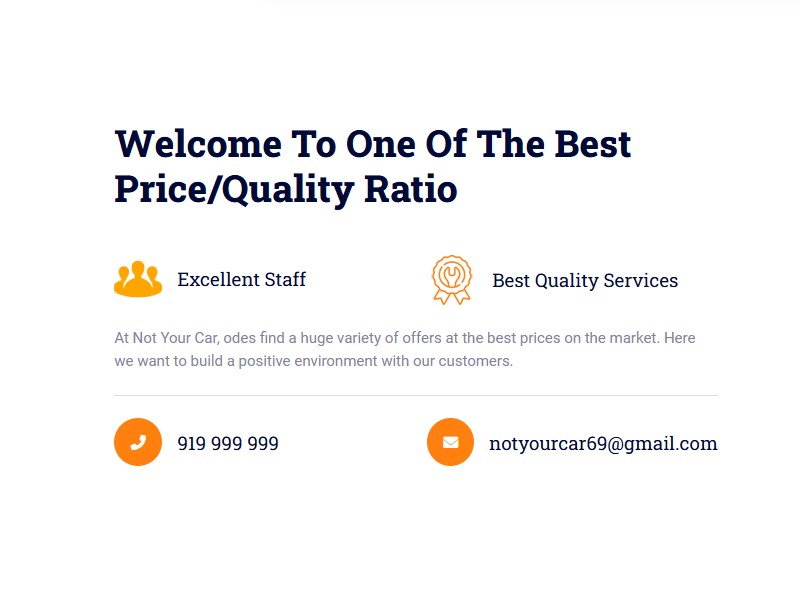 Welcome To One Of The Best
Price/Quality Ratio
Excellent Staff
Best Quality Services
At Not Your Car, odes find a huge variety of offers at the best prices on the market. Here
we want to build a positive environment with our customers.
919 999 999
notyourcar69@gmail.com